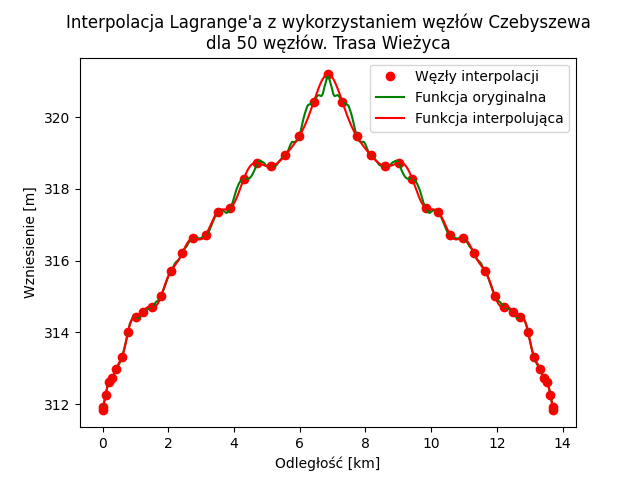 Interpolacja Lagrange'a z wykorzystaniem węzłów Czebyszewa
dla 50 węzłów. Trasa Wieżyca
Węzły interpolacji
Funkcja oryginalna
Funkcja interpolująca
Wzniesienie [m]
320
318
316
314
312
0 2 4 6 8 10 12 14
Odległość [km]